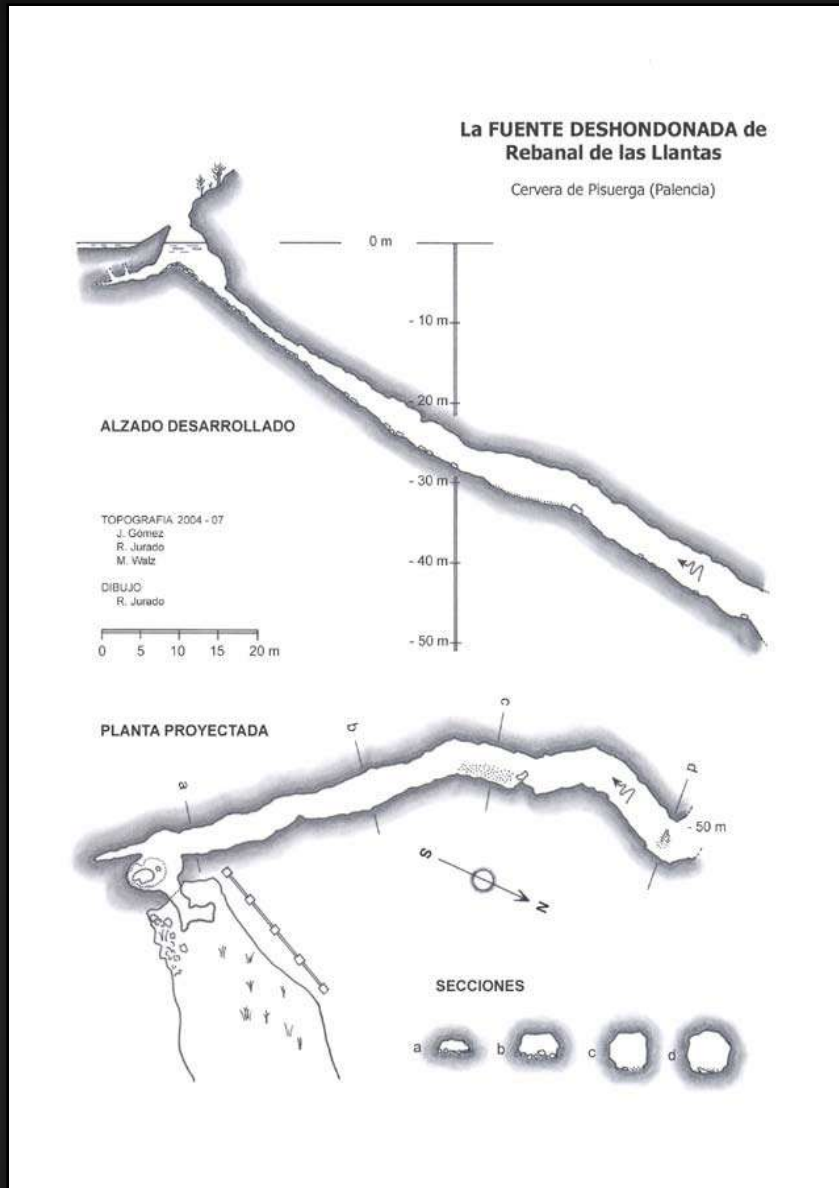 La FUENTE DESHONDONADA de
Rebanal de las Llantas
Cervera de Pisuerga (Palencia)
0 m
- 10 m
- 20 m
- 30 m
- 40 m
- 50 m
ALZADO DESARROLLADO
TOPOGRAFIA 2004 - 07
J. Gómez
R. Jurado
M. Walz
DIBUJO
R. Jurado
0 5 10 15 20 m
PLANTA PROYECTADA
a
b
c
d
- 50 m
S
N
SECCIONES
a b c d